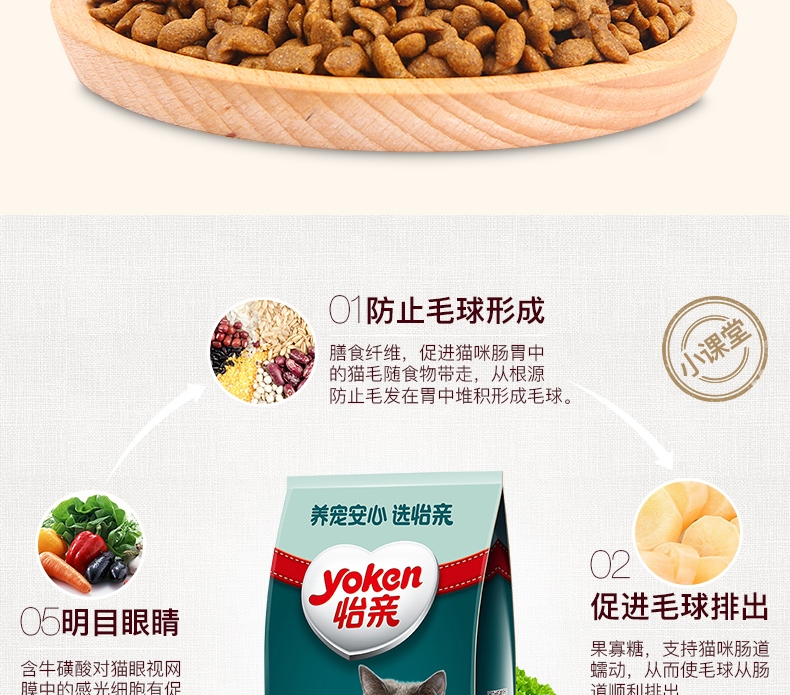 01防止毛球形成
膳食纤维，促进猫咪肠胃中
的猫毛随食物带走，从根源
防止毛发在胃中堆积形成毛球。
小课堂
养宠安心 选怡亲
yoken
怡亲
02
促进毛球排出
果寡糖，支持猫咪肠道
蠕动，从而使毛球从肠
道顺利排出
05明目眼睛
含牛磺酸对猫眼视网
膜中的感光细胞有促